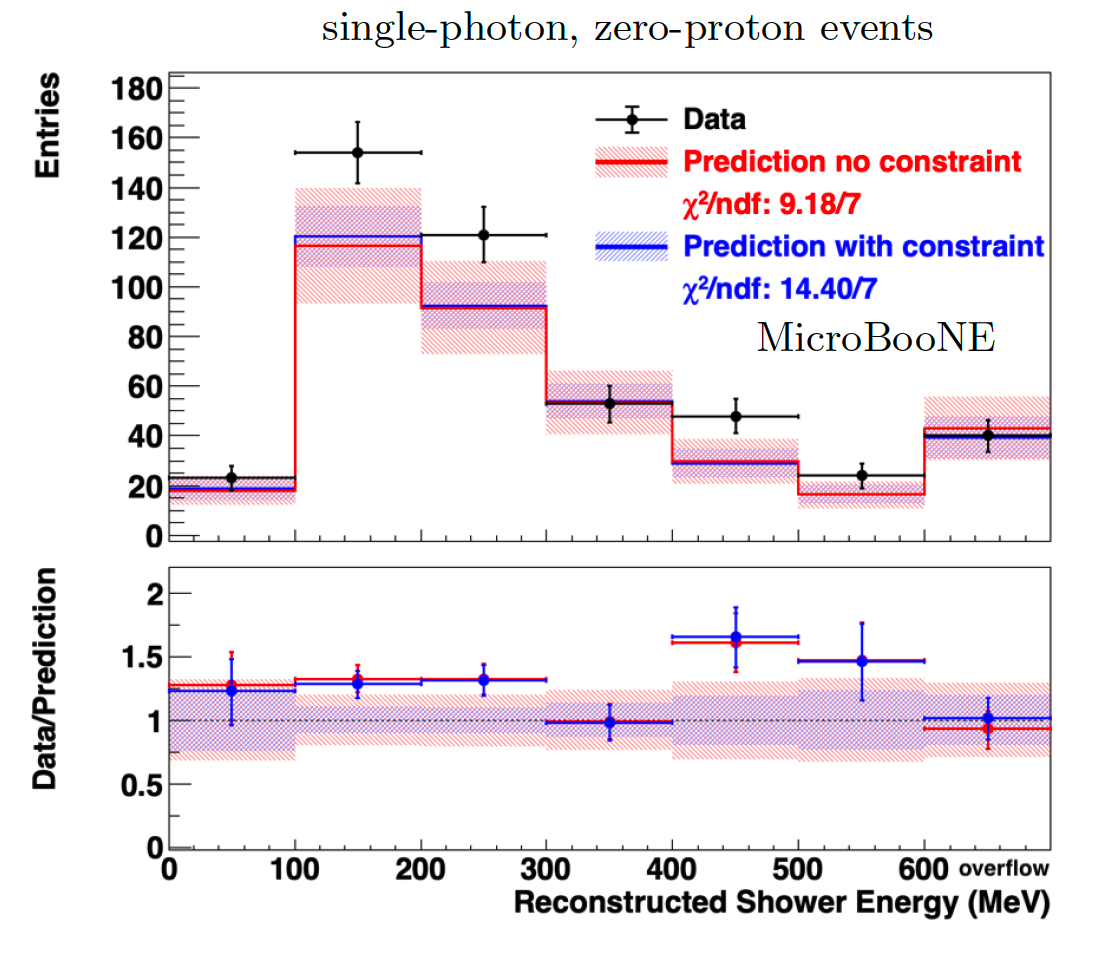 single-photon, zero-proton events
Entries
180
160
140
120
100
80
60
40
20
0
Data
Prediction no constraint
χ²/ndf: 9.18/7
Prediction with constraint
χ²/ndf: 14.40/7
MicroBooNE
Data/Prediction
2
1.5
1
0.5
0
0 100 200 300 400 500 600 overflow
Reconstructed Shower Energy (MeV)